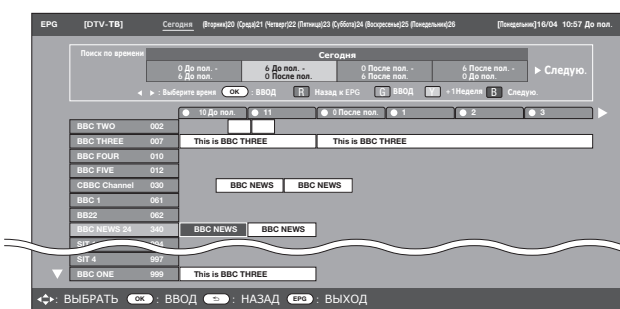 EPG [DTV-TB] Сегодня (Вторник)20 (Среда)21 (Четверг)22 (Пятница)23 (Суббота)24 (Воскресенье)25 (Понедельник)26 [Понедельник]16/04 10:57 До пол.
Поиск по времени Сегодня
0 До пол. - 6 До пол. - 0 После пол. - 6 После пол. - Следую.
6 До пол. 0 После пол. 6 После пол. 0 До пол.
: Выберите время OK : ВВОД R Назад к EPG G ВВОД Y +1Неделя B Следую.
10 До пол. 11 0 После пол. 1 2 3
BBC TWO 002
BBC THREE 007 This is BBC THREE This is BBC THREE
BBC FOUR 010
BBC FIVE 012
CBBC Channel 030 BBC NEWS BBC NEWS
BBC 1 061
BB22 062
BBC NEWS 24 340 BBC NEWS BBC NEWS
SIT 4 997
BBC ONE 999 This is BBC THREE
: ВЫБРАТЬ OK : ВВОД : НАЗАД EPG : ВЫХОД